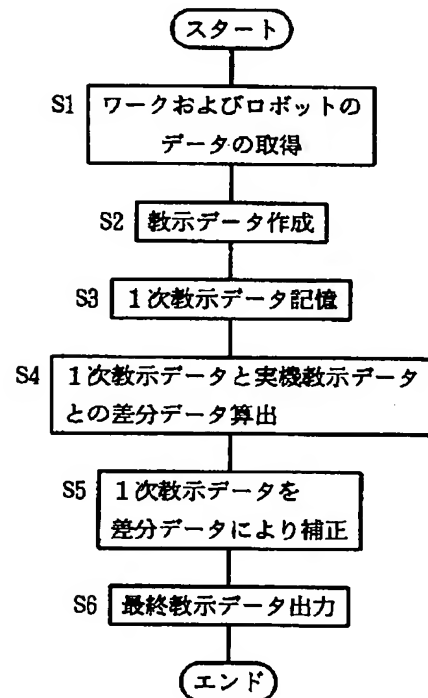 スタート
S1 ワークおよびロボットの
データの取得
S2 教示データ作成
S3 1次教示データ記憶
S4 1次教示データと実機教示データ
との差分データ算出
S5 1次教示データを
差分データにより補正
S6 最終教示データ出力
エンド